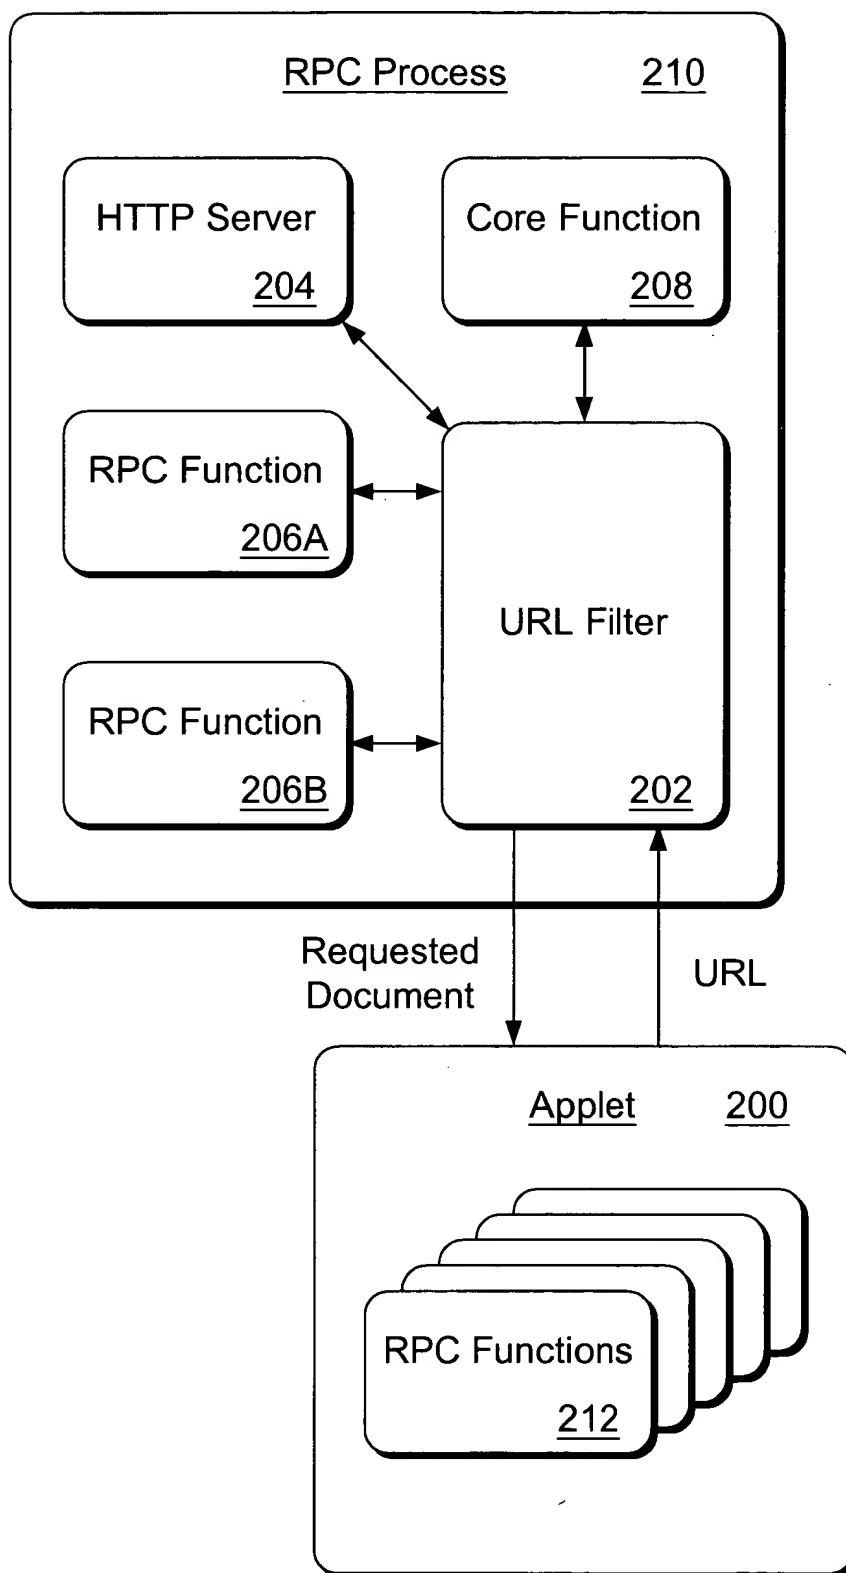 RPC Process 210
HTTP Server
204
Core Function
208
RPC Function
206A
URL Filter
202
RPC Function
206B
Requested
Document
URL
Applet 200
RPC Functions
212